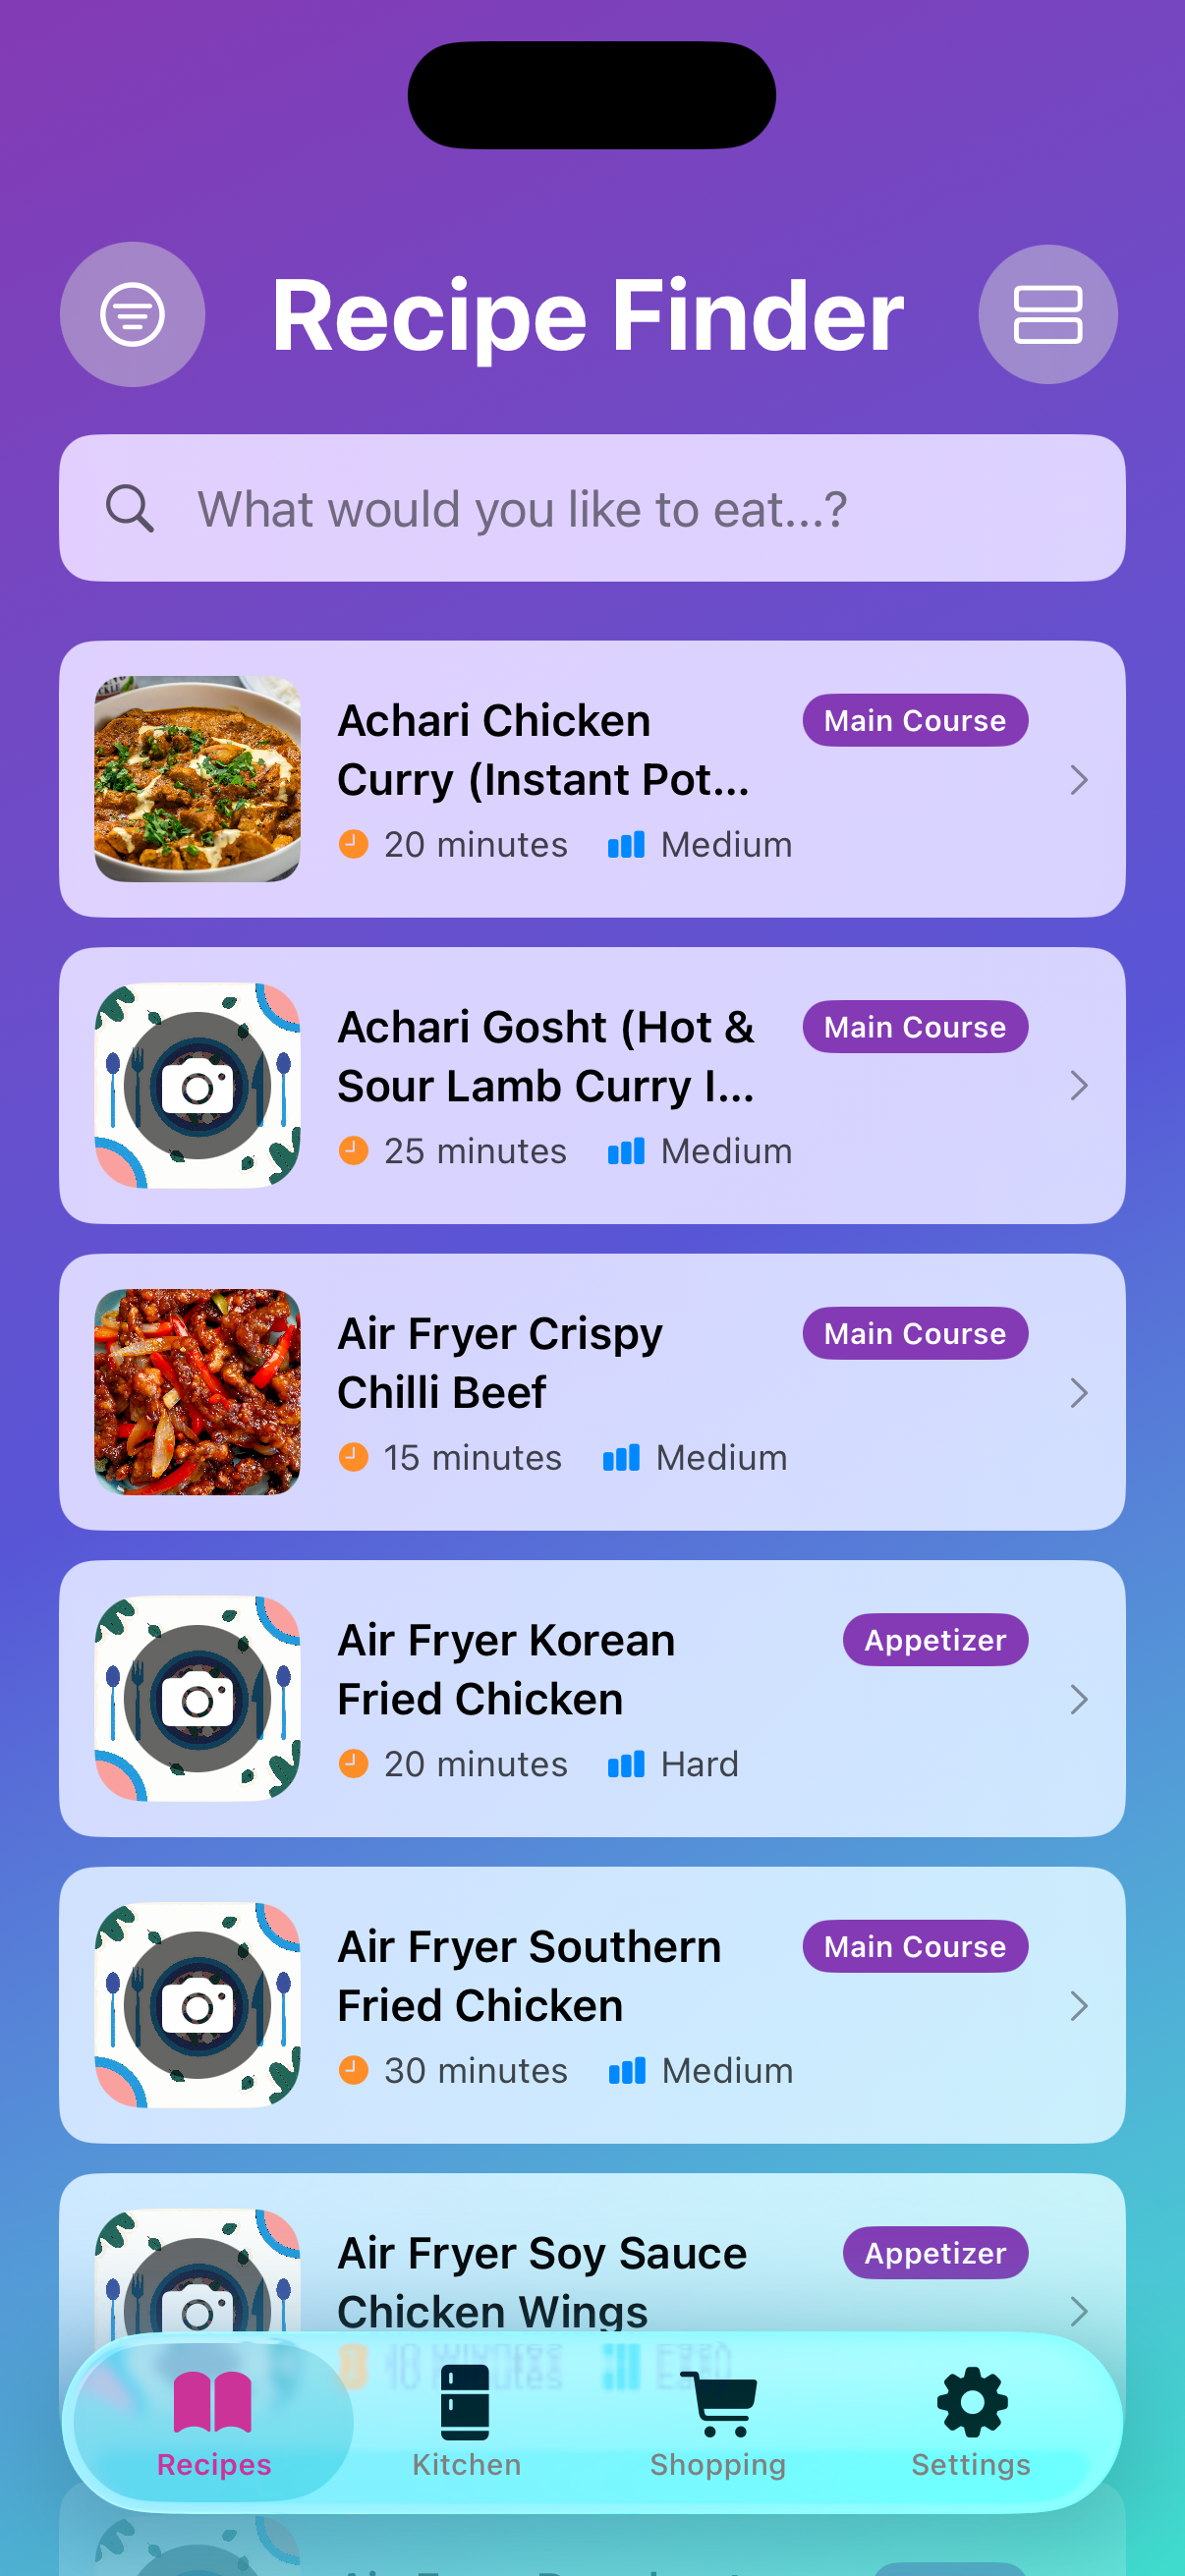 Recipe Finder
What would you like to eat...?
Achari Chicken
Curry (Instant Pot...
Main Course
20 minutes Medium
Achari Gosht (Hot &
Sour Lamb Curry I...
Main Course
25 minutes Medium
Air Fryer Crispy
Chilli Beef
Main Course
15 minutes Medium
Air Fryer Korean
Fried Chicken
Appetizer
20 minutes Hard
Air Fryer Southern
Fried Chicken
Main Course
30 minutes Medium
Air Fryer Soy Sauce
Chicken Wings
Appetizer
Recipes
Kitchen
Shopping
Settings